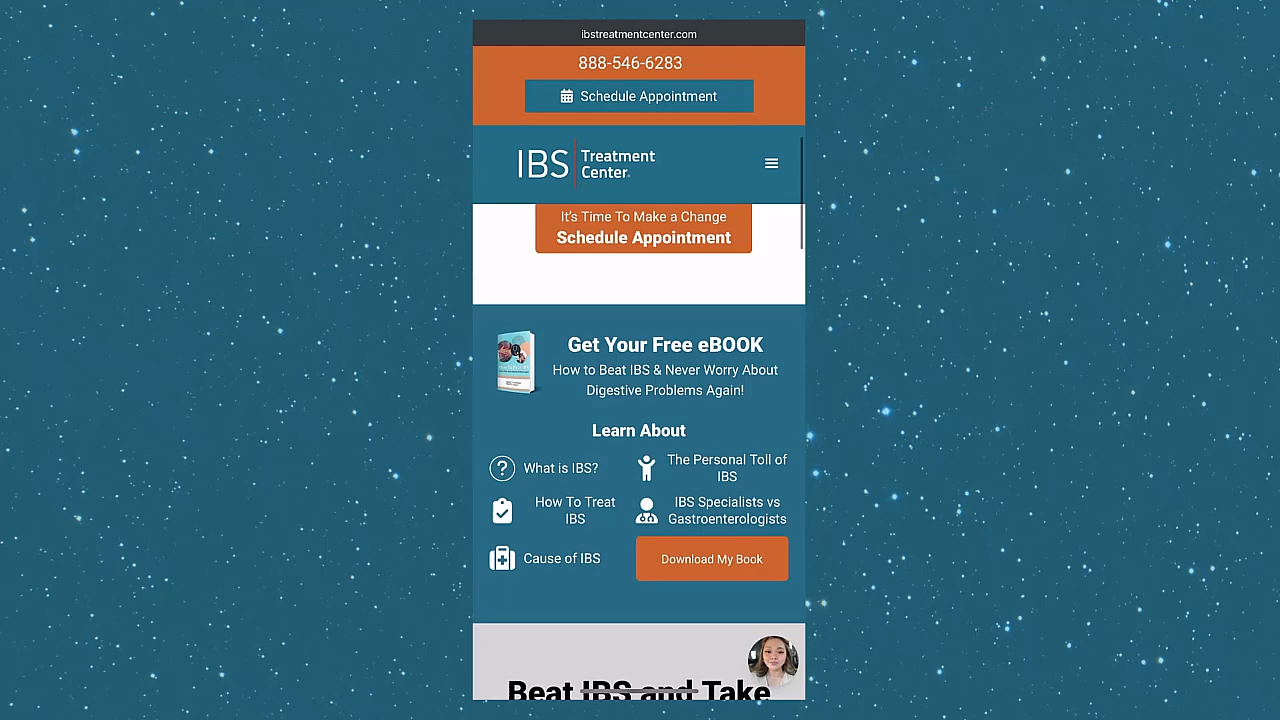 ibstreatmentcenter.com
888-546-6283
Schedule Appointment
IBS Treatment
Center
It's Time To Make a Change
Schedule Appointment
Get Your Free eBOOK
How to Beat IBS & Never Worry About
Digestive Problems Again!
Learn About
What is IBS?
The Personal Toll of
IBS
How To Treat
IBS
IBS Specialists vs
Gastroenterologists
Cause of IBS
Download My Book
Beat IBS and Take